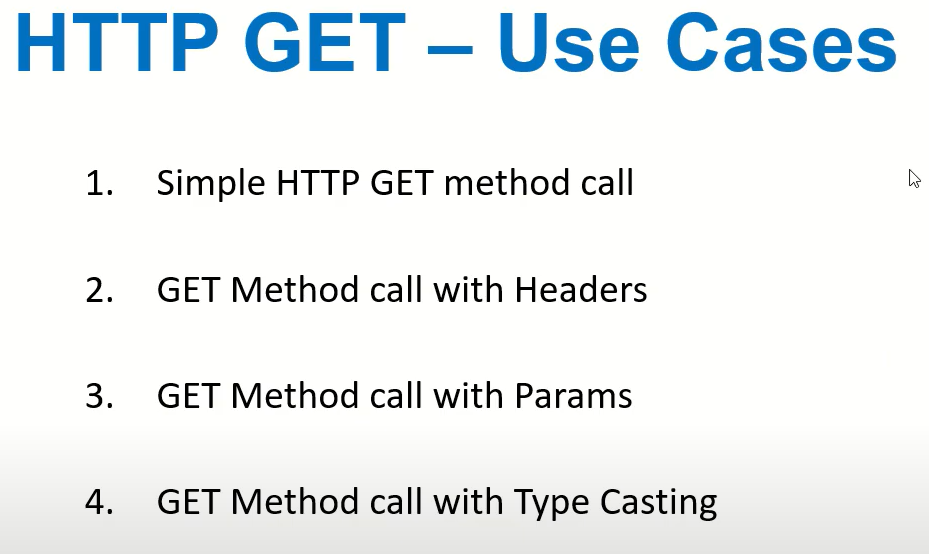 HTTP GET – Use Cases
1. Simple HTTP GET method call
2. GET Method call with Headers
3. GET Method call with Params
4. GET Method call with Type Casting